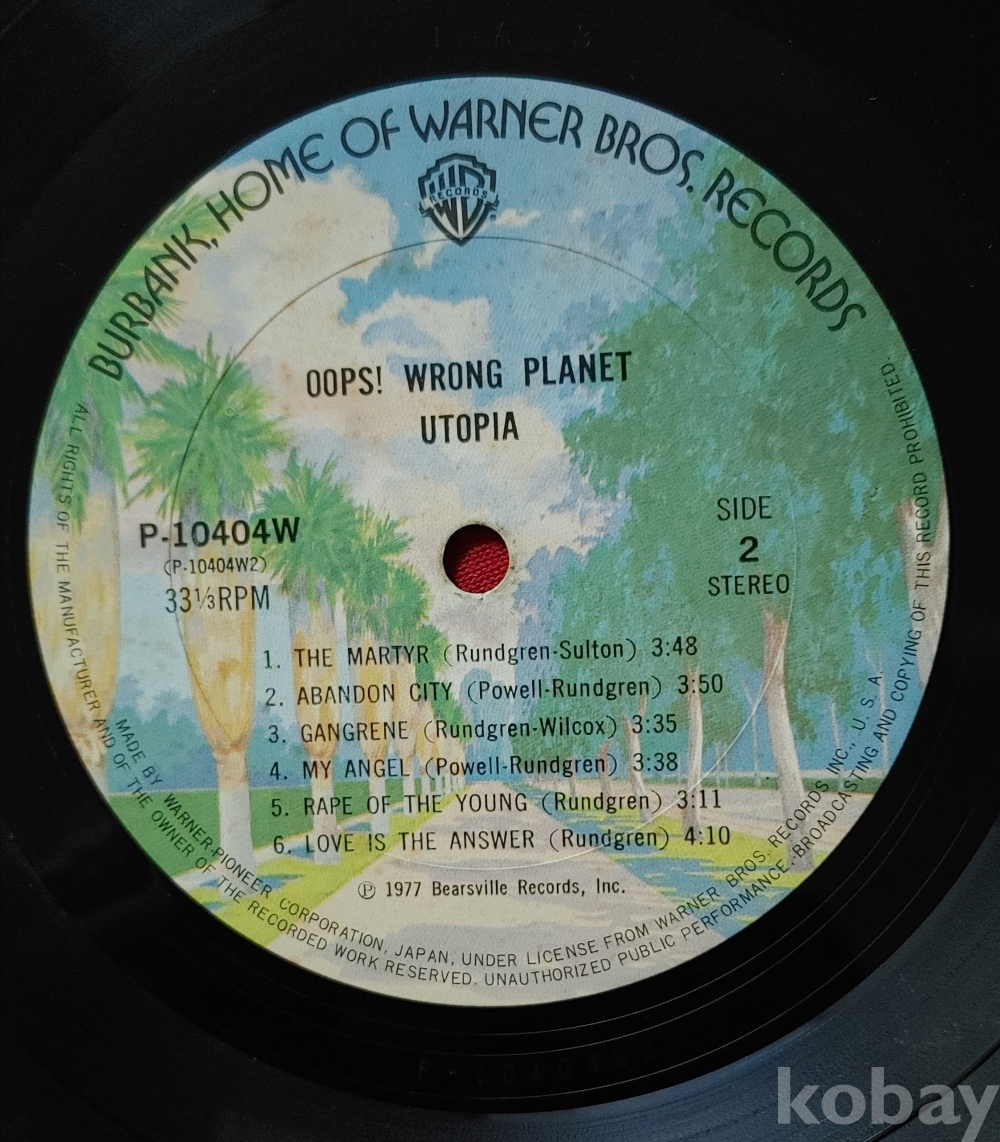 BURBANK, HOME OF WARNER BROS. RECORDS
WB
RECORDS
®
OOPS! WRONG PLANET
UTOPIA
P-10404W
(P-10404W2)
33⅓RPM
SIDE
2
STEREO
1. THE MARTYR (Rundgren-Sulton) 3:48
2. ABANDON CITY (Powell-Rundgren) 3:50
3. GANGRENE (Rundgren-Wilcox) 3:35
4. MY ANGEL (Powell-Rundgren) 3:38
5. RAPE OF THE YOUNG (Rundgren) 3:11
6. LOVE IS THE ANSWER (Rundgren) 4:10
℗ 1977 Bearsville Records, Inc.
MADE BY WARNER-PIONEER CORPORATION, JAPAN, UNDER LICENSE FROM WARNER BROS. RECORDS INC., U. S. A.
ALL RIGHTS OF THE MANUFACTURER AND OF THE OWNER OF THE RECORDED WORK RESERVED. UNAUTHORIZED PUBLIC PERFORMANCE, BROADCASTING AND COPYING OF THIS RECORD PROHIBITED.
P-10404W2
kobay